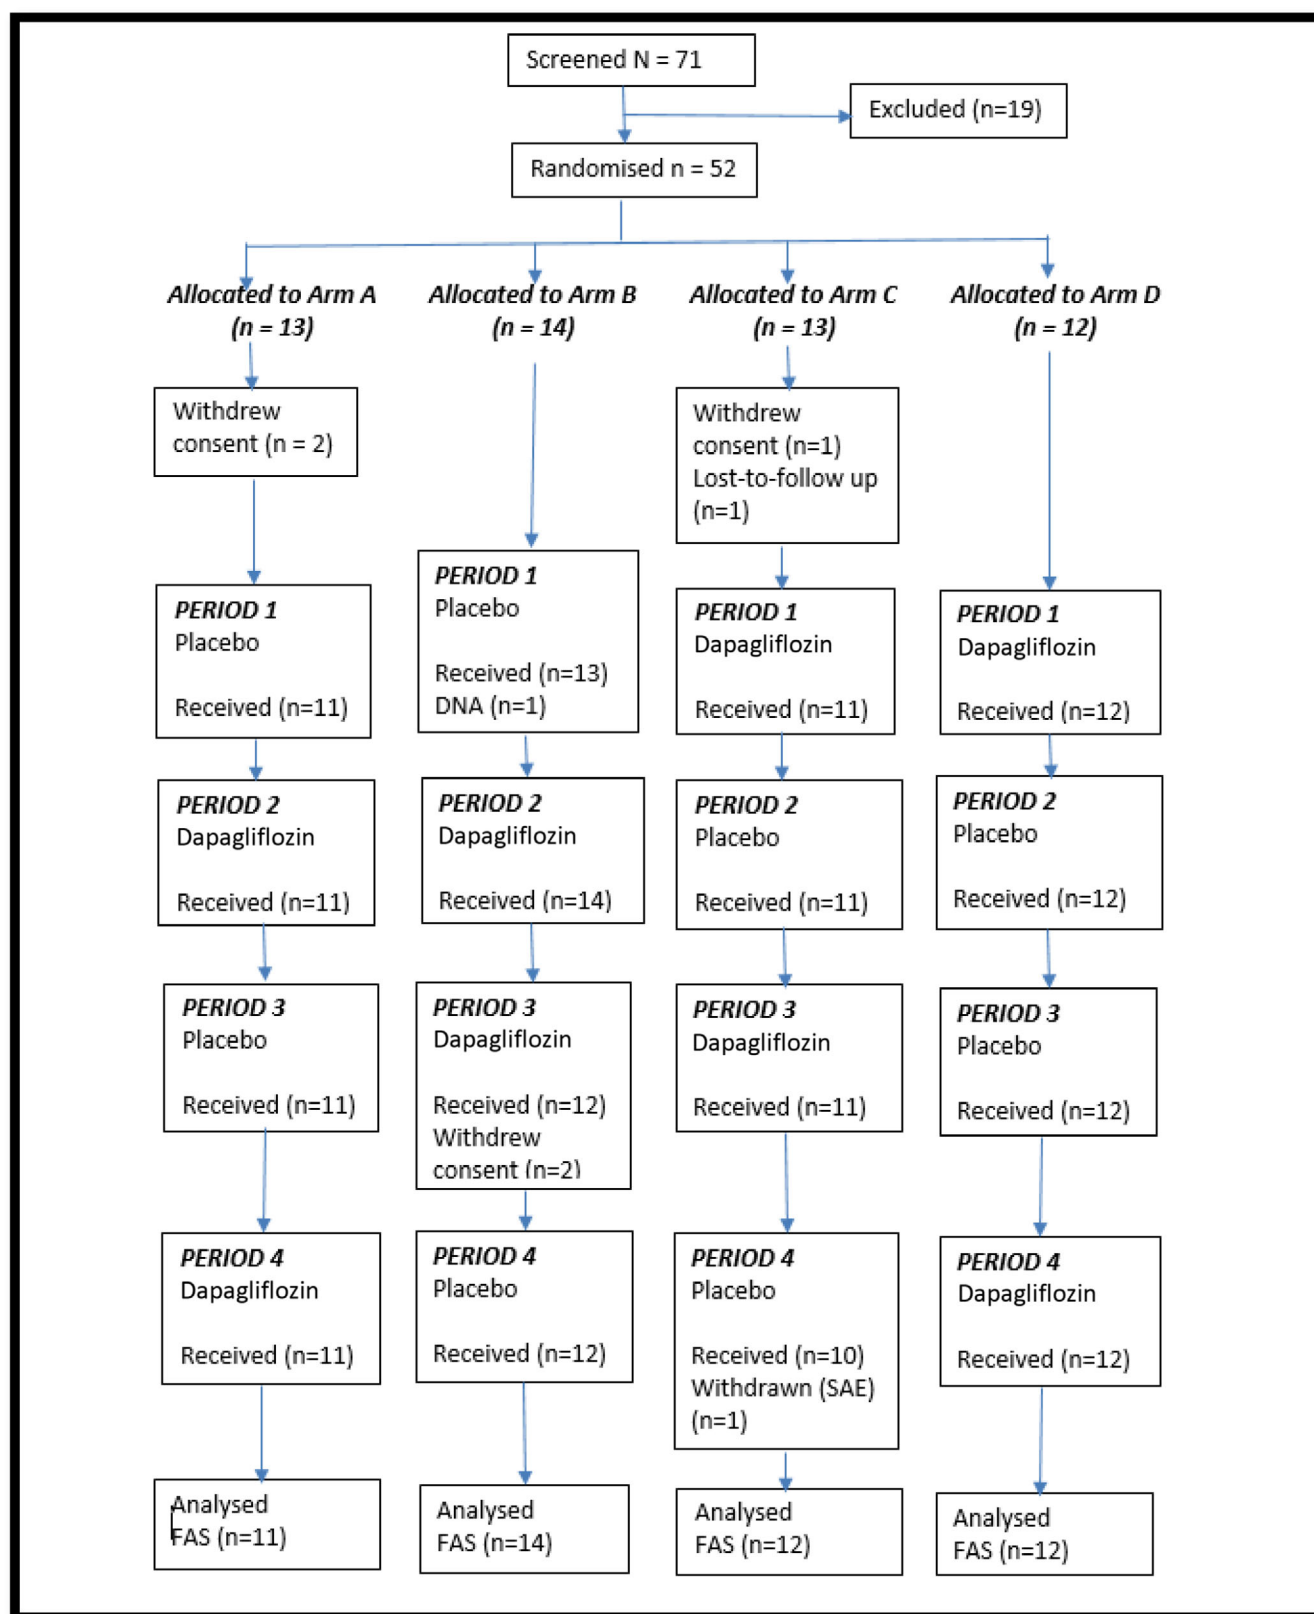 Screened N = 71
Excluded (n=19)
Randomised n = 52
Allocated to Arm A
(n = 13)
Allocated to Arm B
(n = 14)
Allocated to Arm C
(n = 13)
Allocated to Arm D
(n = 12)
Withdrew
consent (n = 2)
Withdrew
consent (n=1)
Lost-to-follow up
(n=1)
PERIOD 1
Placebo
Received (n=11)
PERIOD 1
Placebo
Received (n=13)
DNA (n=1)
PERIOD 1
Dapagliflozin
Received (n=11)
PERIOD 1
Dapagliflozin
Received (n=12)
PERIOD 2
Dapagliflozin
Received (n=11)
PERIOD 2
Dapagliflozin
Received (n=14)
PERIOD 2
Placebo
Received (n=11)
PERIOD 2
Placebo
Received (n=12)
PERIOD 3
Placebo
Received (n=11)
PERIOD 3
Dapagliflozin
Received (n=12)
Withdrew
consent (n=2)
PERIOD 3
Dapagliflozin
Received (n=11)
PERIOD 3
Placebo
Received (n=12)
PERIOD 4
Dapagliflozin
Received (n=11)
PERIOD 4
Placebo
Received (n=12)
PERIOD 4
Placebo
Received (n=10)
Withdrawn (SAE)
(n=1)
PERIOD 4
Dapagliflozin
Received (n=12)
Analysed
FAS (n=11)
Analysed
FAS (n=14)
Analysed
FAS (n=12)
Analysed
FAS (n=12)